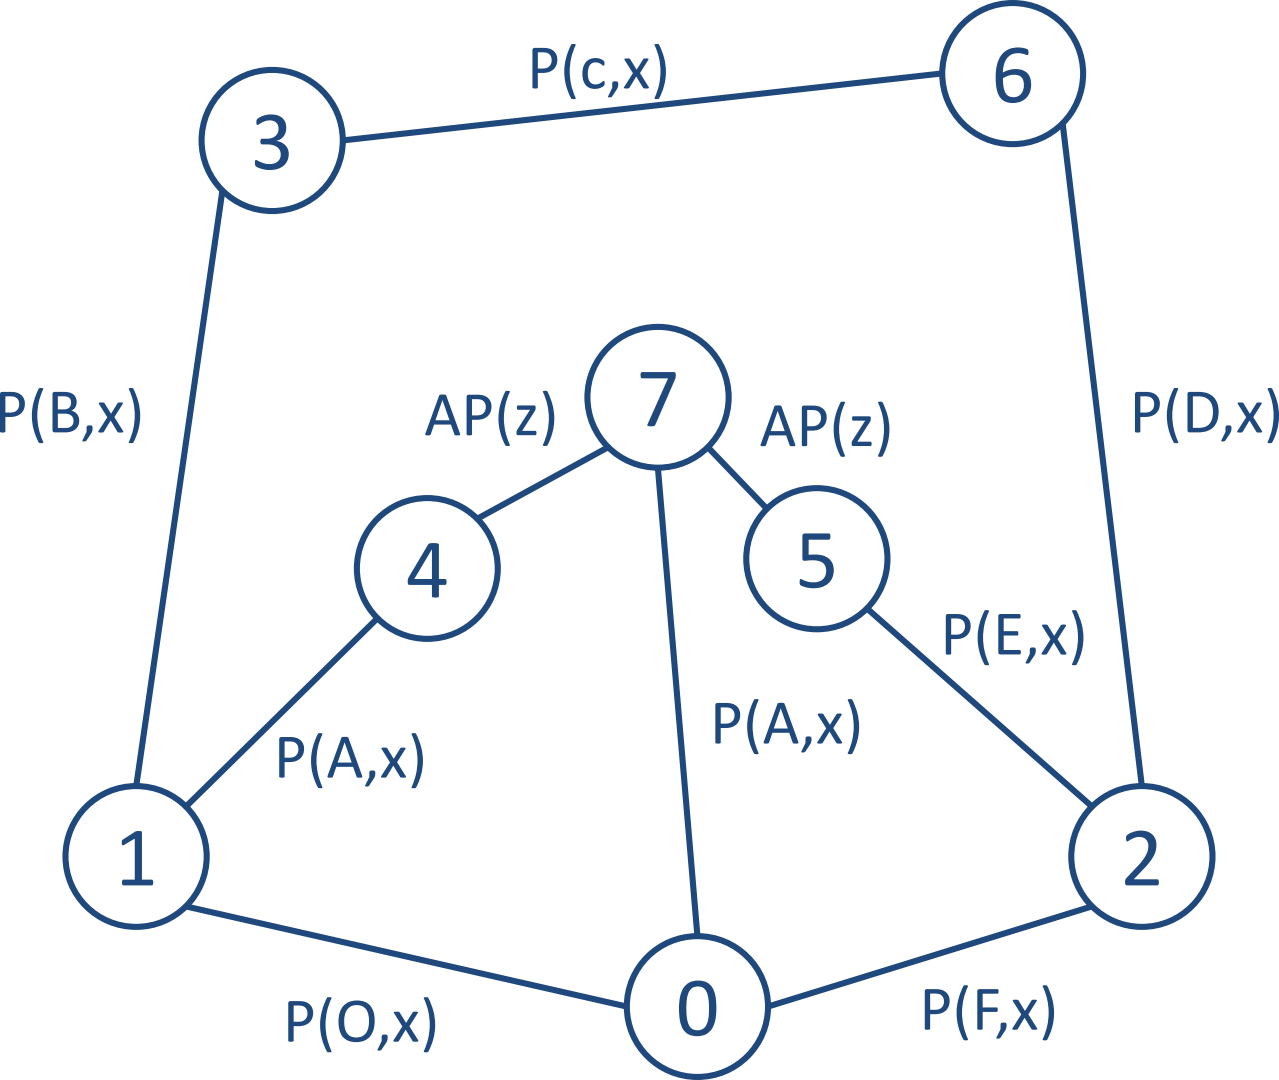 6
P(c,x)
3
7
AP(z)
AP(z)
P(B,x)
P(D,x)
4
5
P(E,x)
P(A,x)
P(A,x)
1
2
0
P(O,x)
P(F,x)